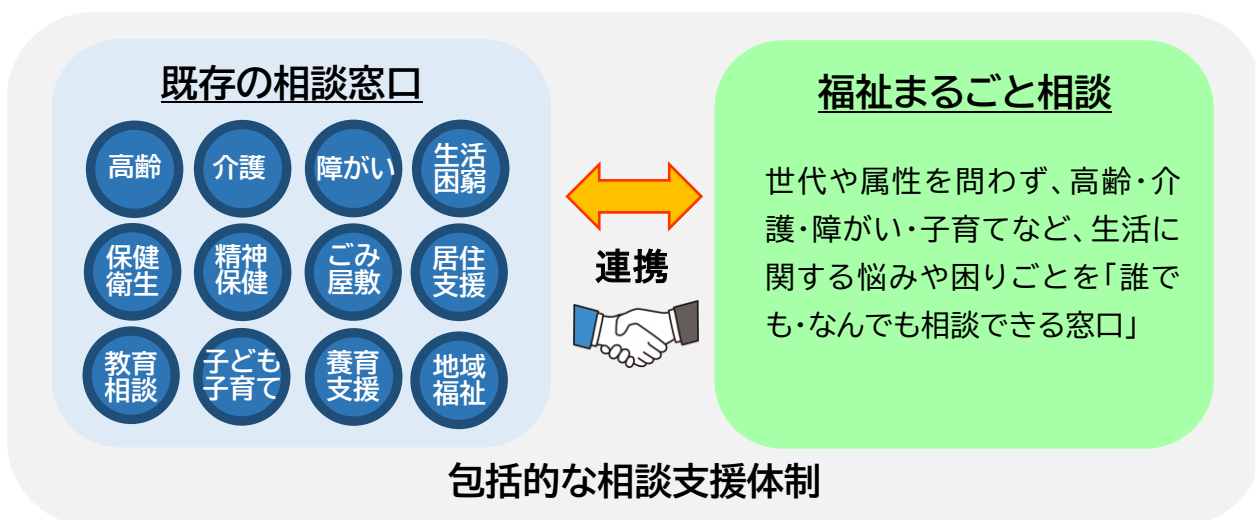 既存の相談窓口
高齢
介護
障がい
生活
困窮
保健
衛生
精神
保健
ごみ
屋敷
居住
支援
教育
相談
子ども
子育て
養育
支援
地域
福祉
連携
福祉まるごと相談
世代や属性を問わず、高齢・介
護・障がい・子育てなど、生活に
関する悩みや困りごとを「誰で
も・なんでも相談できる窓口」
包括的な相談支援体制